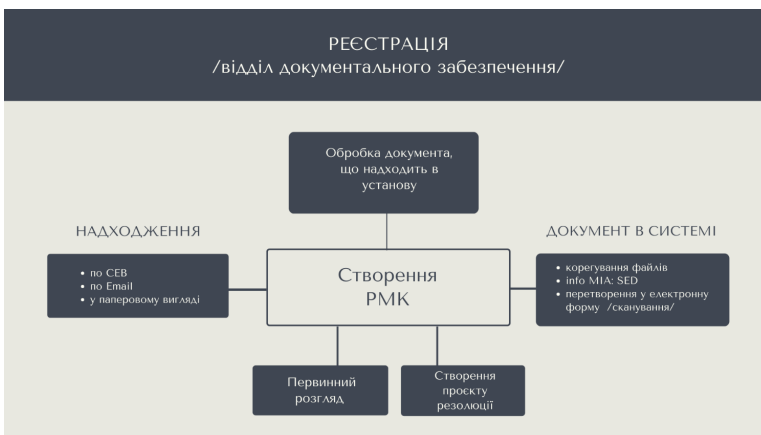 РЕЄСТРАЦІЯ
/відділ документального забезпечення/
Обробка документа,
що надходить в
установу
НАДХОДЖЕННЯ
• по СЕВ
• по Email
• у паперовому вигляді
Створення
РМК
ДОКУМЕНТ В СИСТЕМІ
• корегування файлів
• info MIA: SED
• перетворення у електронну
форму /сканування/
Первинний
розгляд
Створення
проєкту
резолюції